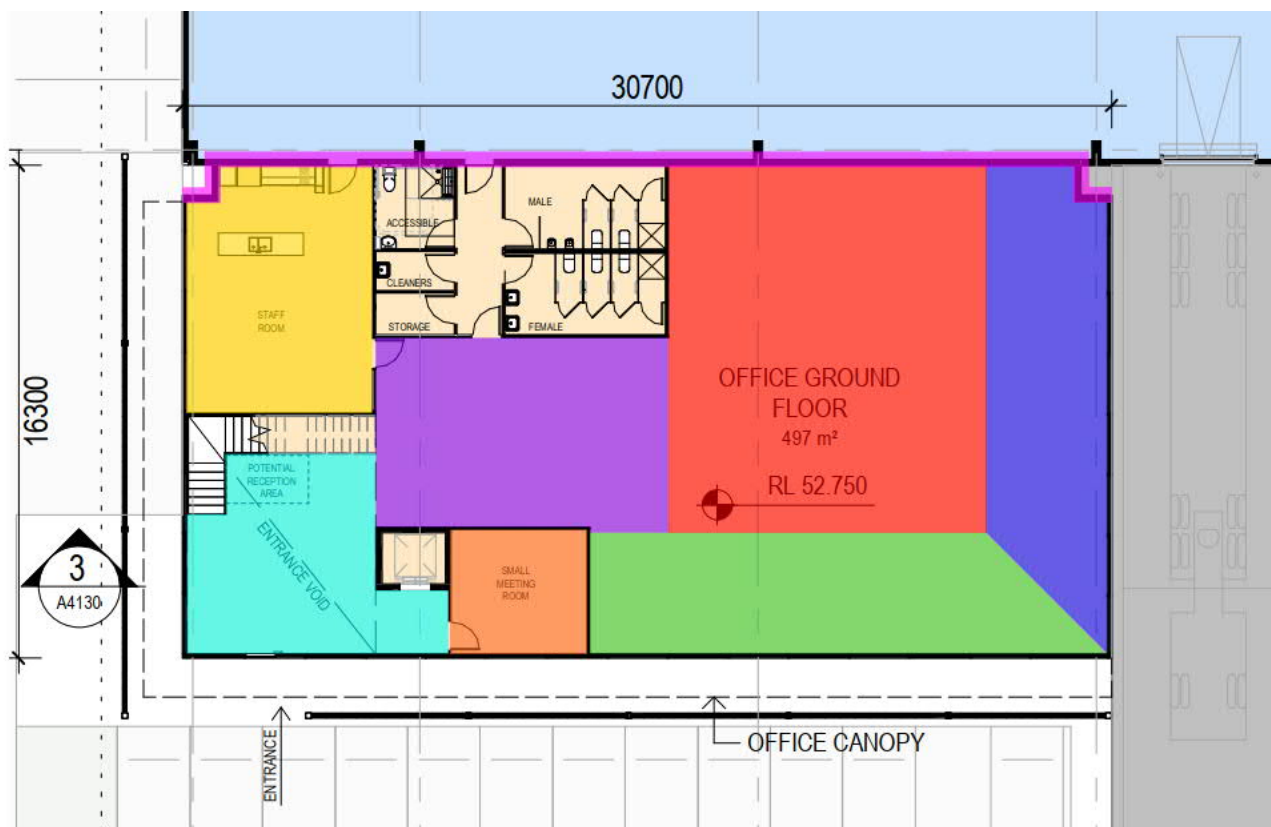 30700
16300
ACCESSIBLE
MALE
CLEANERS
STORAGE
FEMALE
STAFF
ROOM
OFFICE GROUND
FLOOR
497 m²
RL 52.750
POTENTIAL
RECEPTION
AREA
ENTRANCE VOID
SMALL
MEETING
ROOM
3
A4130
ENTRANCE
OFFICE CANOPY